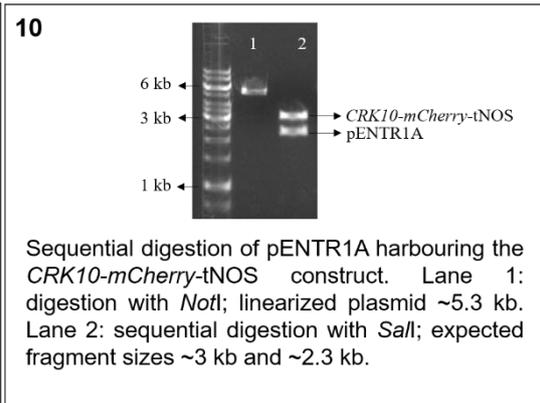 10
1 2
6 kb
3 kb CRK10-mCherry-tNOS
pENTR1A
1 kb
Sequential digestion of pENTR1A harbouring the
CRK10-mCherry-tNOS construct. Lane 1:
digestion with NotI; linearized plasmid ~5.3 kb.
Lane 2: sequential digestion with SalI; expected
fragment sizes ~3 kb and ~2.3 kb.